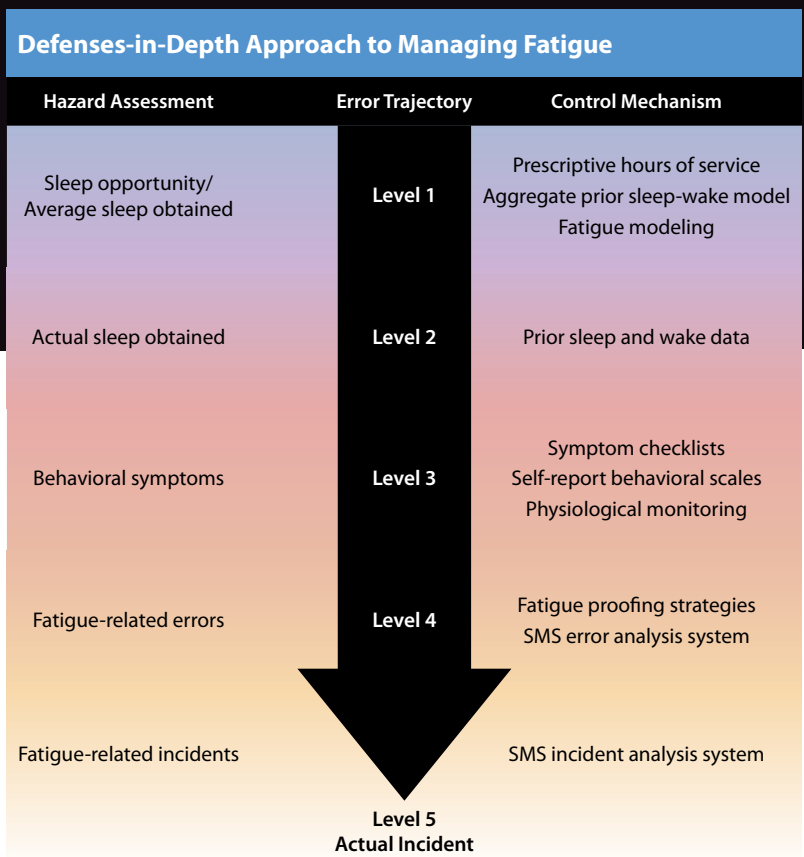 Defenses-in-Depth Approach to Managing Fatigue
Hazard Assessment
Error Trajectory
Control Mechanism
Sleep opportunity/
Average sleep obtained
Level 1
Prescriptive hours of service
Aggregate prior sleep-wake model
Fatigue modeling
Actual sleep obtained
Level 2
Prior sleep and wake data
Behavioral symptoms
Level 3
Symptom checklists
Self-report behavioral scales
Physiological monitoring
Fatigue-related errors
Level 4
Fatigue proofing strategies
SMS error analysis system
Fatigue-related incidents
SMS incident analysis system
Level 5
Actual Incident